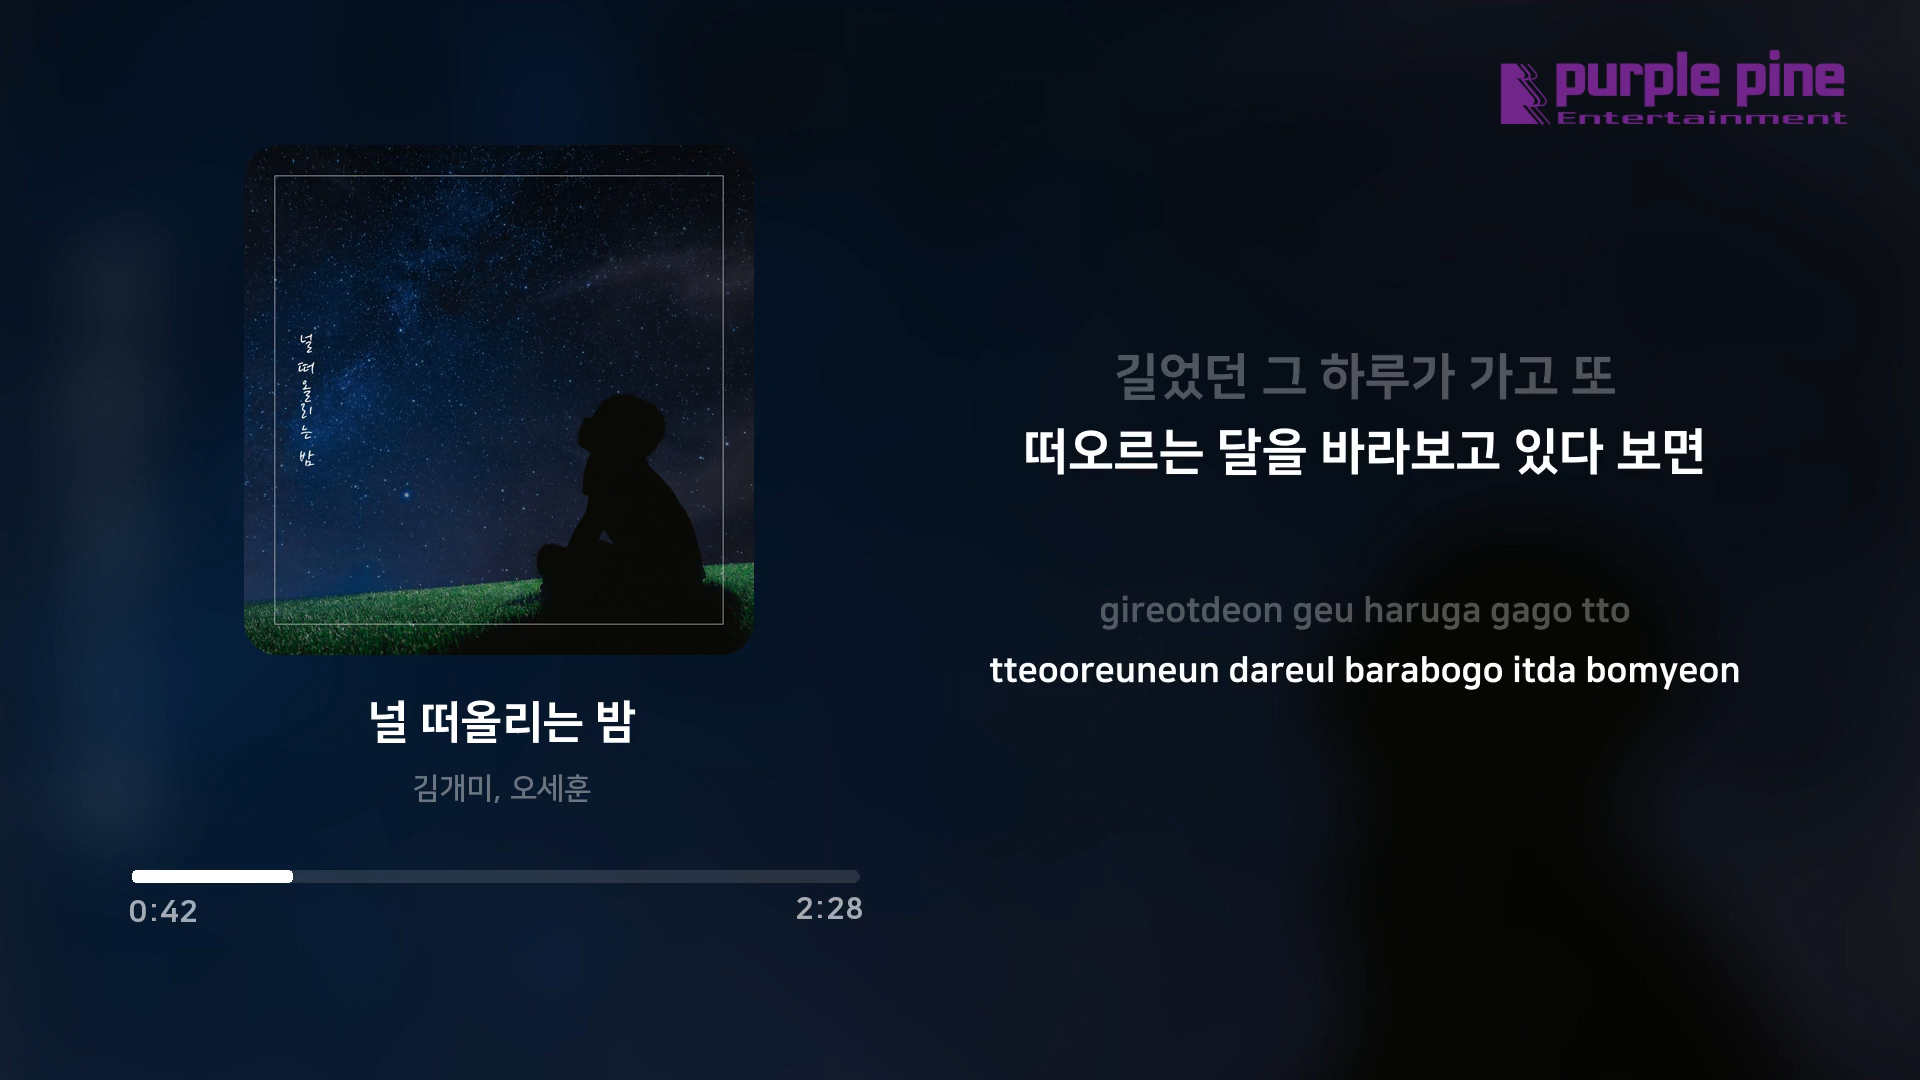 purple pine
Entertainment
널 떠올리는 밤
널 떠올리는 밤
김개미, 오세훈
0:42
2:28
길었던 그 하루가 가고 또
떠오르는 달을 바라보고 있다 보면
gireotdeon geu haruga gago tto
tteooreuneun dareul barabogo itda bomyeon